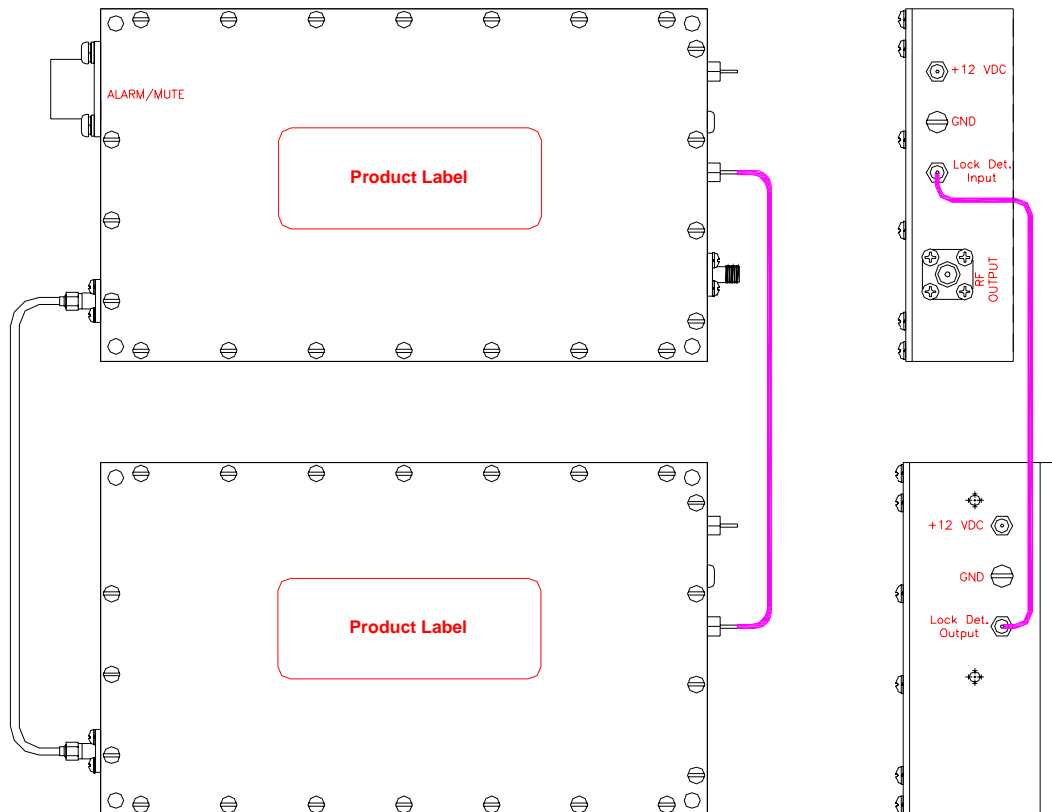 ALARM/MUTE
Product Label
+12 VDC
GND
Lock Det.
Input
RF
OUTPUT
Product Label
+12 VDC
GND
Lock Det.
Output